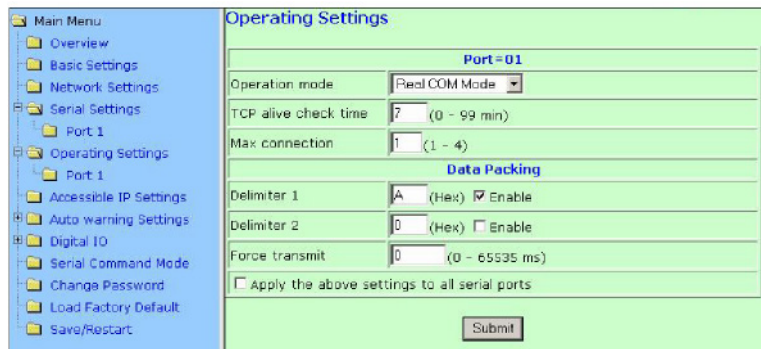 Main Menu
Overview
Basic Settings
Network Settings
Serial Settings
Port 1
Operating Settings
Port 1
Accessible IP Settings
Auto warning Settings
Digital IO
Serial Command Mode
Change Password
Load Factory Default
Save/Restart
Operating Settings
Port=01
Operation mode Real COM Mode
TCP alive check time 7 (0 - 99 min)
Max connection 1 (1 - 4)
Data Packing
Delimiter 1 A (Hex) Enable
Delimiter 2 0 (Hex) Enable
Force transmit 0 (0 - 65535 ms)
Apply the above settings to all serial ports
Submit